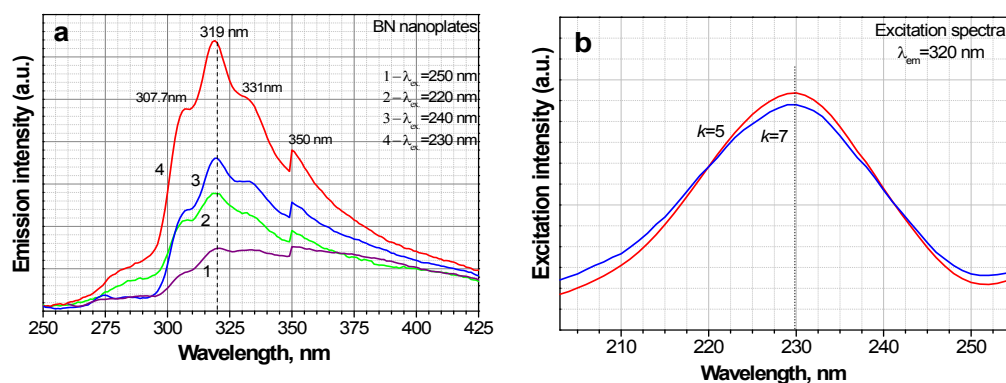 a
BN nanoplates
319 nm
307.7nm
331nm
350 nm
1 – λex.=250 nm
2 – λex.=220 nm
3 – λex.=240 nm
4 – λex.=230 nm
4
3
2
1
Emission intensity (a.u.)
250 275 300 325 350 375 400 425
Wavelength, nm
b
Excitation spectra
λem=320 nm
k=5
k=7
Excitation intensity (a.u.)
210 220 230 240 250
Wavelength, nm